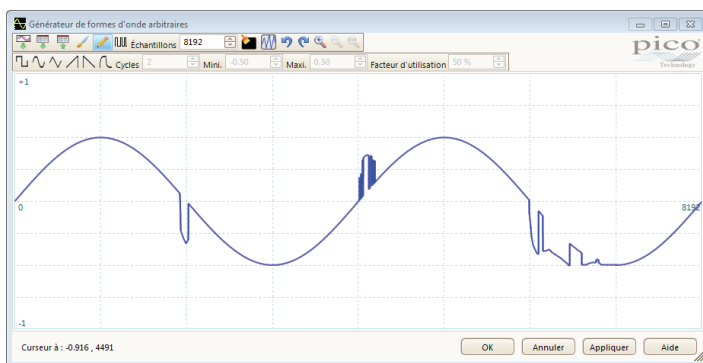 Générateur de formes d'onde arbitraires
Échantillons 8192
pico
Technology
Cycles 2 Mini. -0.50 Maxi. 0.50 Facteur d'utilisation 50 %
+1
0
8192
-1
Curseur à : -0.916 , 4491
OK Annuler Appliquer Aide